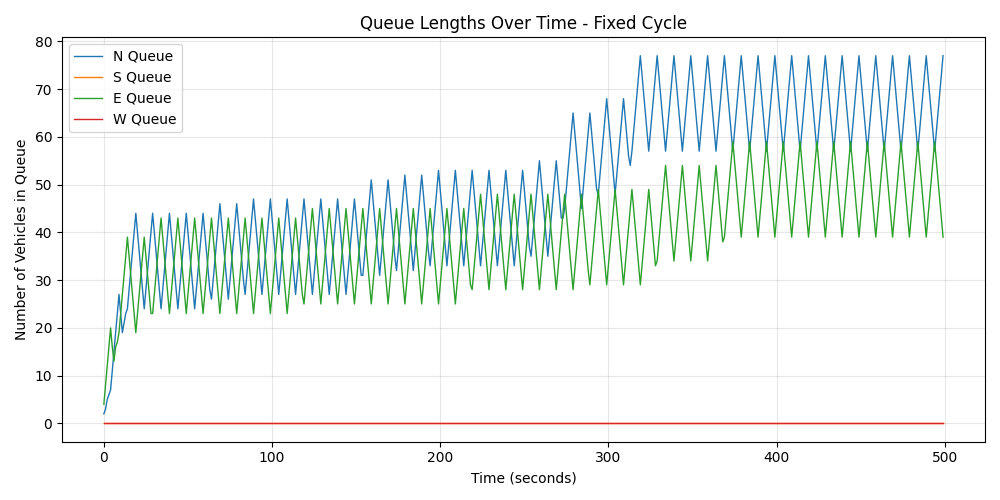 Queue Lengths Over Time - Fixed Cycle
Number of Vehicles in Queue
80
70
60
50
40
30
20
10
0
N Queue
S Queue
E Queue
W Queue
0 100 200 300 400 500
Time (seconds)